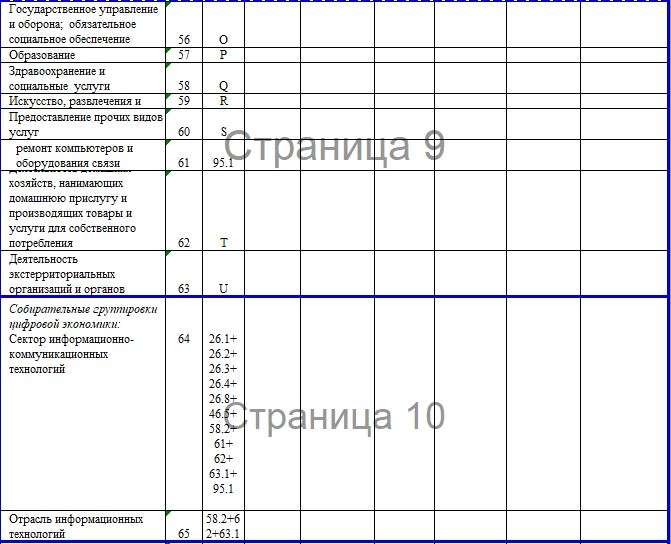 Государственное управление
и оборона;  обязательное
социальное обеспечение 56 O
Образование 57 P
Здравоохранение и
социальные  услуги 58 Q
Искусство, развлечения и 59 R
Предоставление прочих видов
услуг 60 S
Страница 9
ремонт компьютеров и
оборудования связи 61 95.1
хозяйств, нанимающих
домашнюю прислугу и
производящих товары и
услуги для собственного
потребления 62 T
Деятельность
экстерриториальных
организаций и органов 63 U
Собирательные группировки
цифровой экономики:
Сектор информационно- 64 26.1+
коммуникационных 26.2+
технологий 26.3+
26.4+
26.8+
46.5+
Страница 10
58.2+
61+
62+
63.1+
95.1
Отрасль информационных 58.2+6
технологий 65 2+63.1